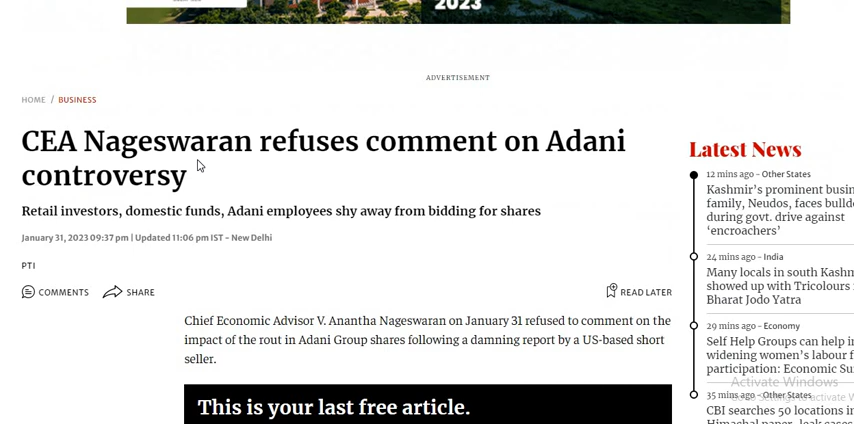 2023
ADVERTISEMENT
HOME / BUSINESS
CEA Nageswaran refuses comment on Adani
controversy
Retail investors, domestic funds, Adani employees shy away from bidding for shares
January 31, 2023 09:37 pm | Updated 11:06 pm IST - New Delhi
PTI
COMMENTS SHARE READ LATER
Chief Economic Advisor V. Anantha Nageswaran on January 31 refused to comment on the
impact of the rout in Adani Group shares following a damning report by a US-based short
seller.
This is your last free article.
Latest News
12 mins ago - Other States
Kashmir’s prominent busin
family, Neudos, faces bulld
during govt. drive against
‘encroachers’
24 mins ago - India
Many locals in south Kashm
showed up with Tricolours
Bharat Jodo Yatra
29 mins ago - Economy
Self Help Groups can help in
widening women’s labour f
participation: Economic Su
Activate Windows
35 mins ago - Other States
CBI searches 50 locations in
Himachal paper leak cases